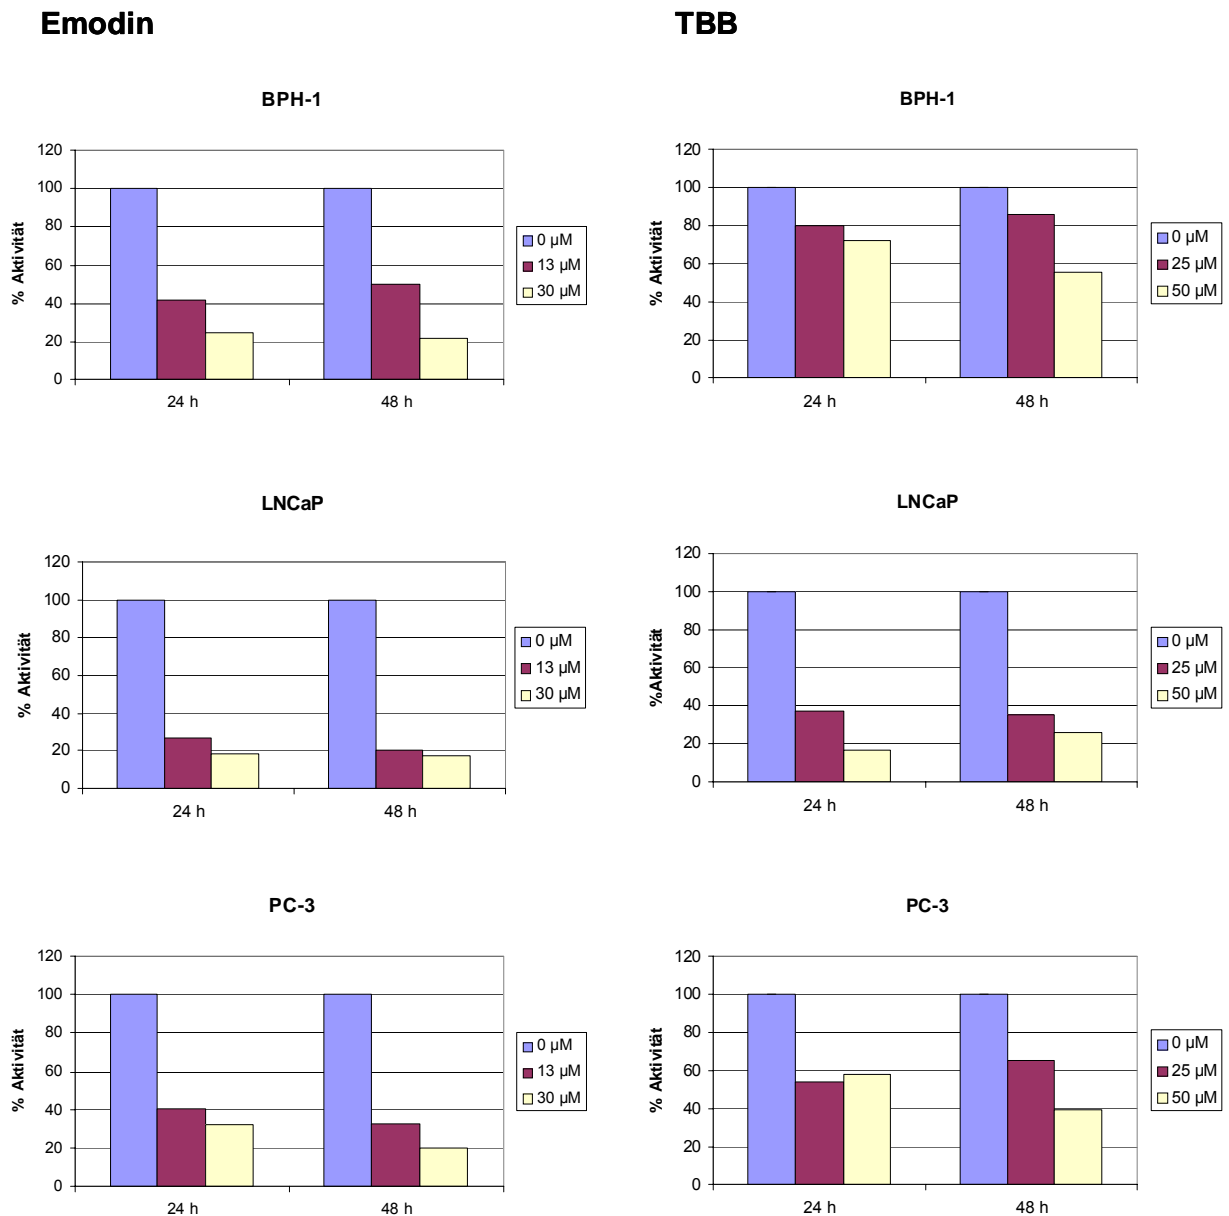 Emodin
TBB
BPH-1
120
100
80
60
40
20
0
% Aktivität
24 h
48 h
0 µM
13 µM
30 µM
BPH-1
120
100
80
60
40
20
0
% Aktivität
24 h
48 h
0 µM
25 µM
50 µM
LNCaP
120
100
80
60
40
20
0
% Aktivität
24 h
48 h
0 µM
13 µM
30 µM
LNCaP
120
100
80
60
40
20
0
%Aktivität
24 h
48 h
0 µM
25 µM
50 µM
PC-3
120
100
80
60
40
20
0
% Aktivität
24 h
48 h
0 µM
13 µM
30 µM
PC-3
120
100
80
60
40
20
0
% Aktivität
24 h
48 h
0 µM
25 µM
50 µM